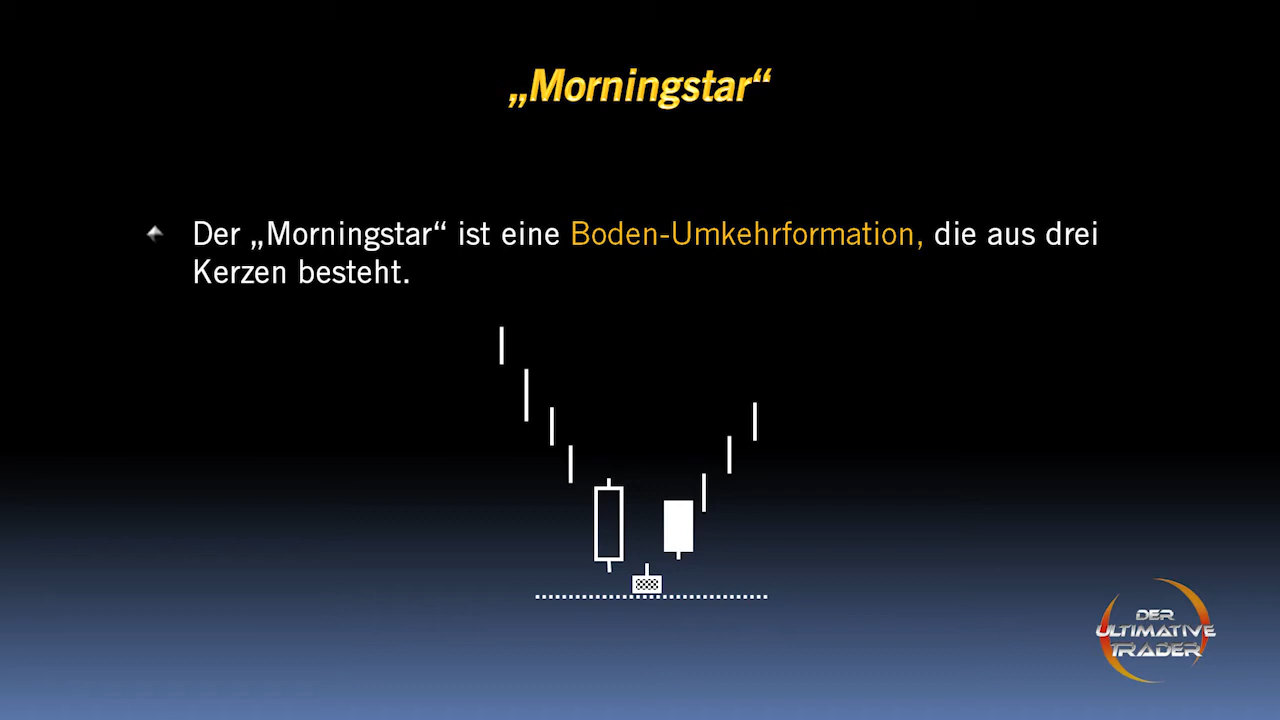 „Morningstar“
Der „Morningstar“ ist eine Boden-Umkehrformation, die aus drei
Kerzen besteht.
DER
ULTIMATIVE
TRADER